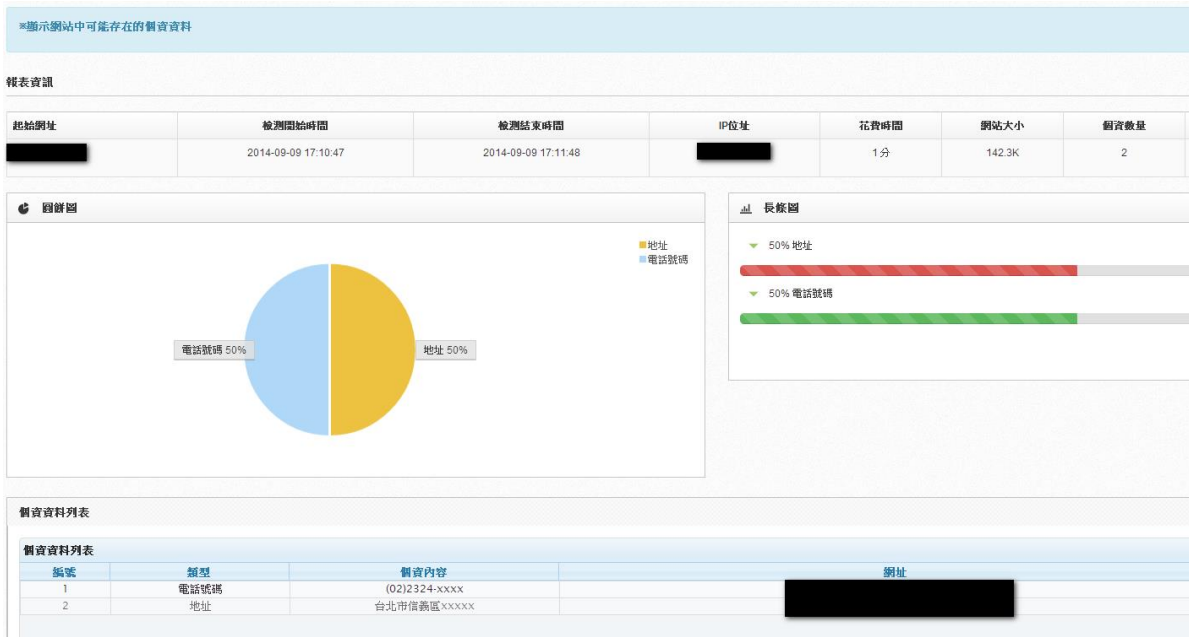 ※顯示網站中可能存在的個資資料
報表資訊
起始網址 檢測開始時間 檢測結束時間 IP位址 花費時間 網站大小 個資數量
2014-09-09 17:10:47 2014-09-09 17:11:48 1分 142.3K 2
圓餅圖
地址
電話號碼
電話號碼 50%
地址 50%
長條圖
50% 地址
50% 電話號碼
個資資料列表
個資資料列表
編號 類型 個資內容 網址
1 電話號碼 (02)2324-xxxx
2 地址 台北市信義區xxxxx